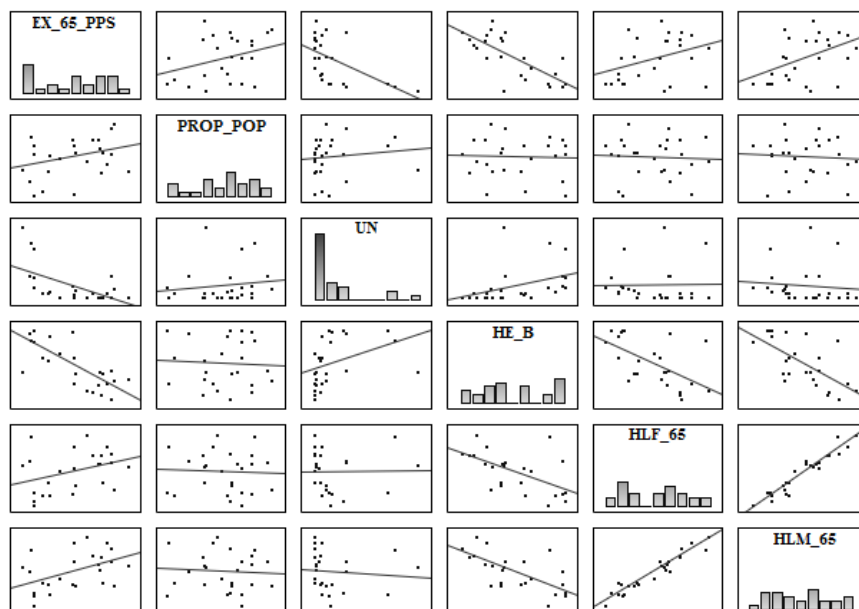 EX_65_PPS
PROP_POP
UN
HE_B
HLF_65
HLM_65